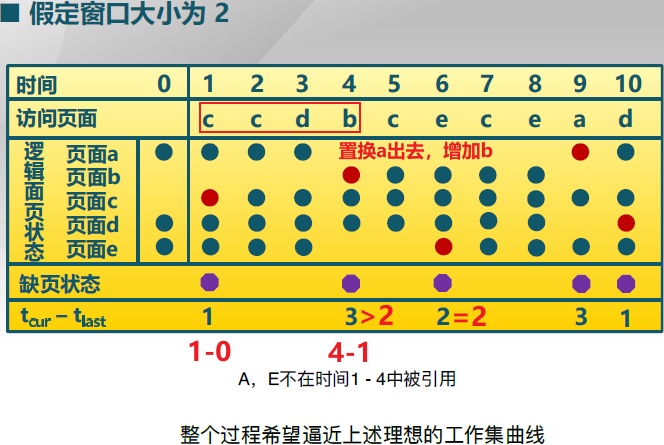 ■ 假定窗口大小为 2
时间 0 1 2 3 4 5 6 7 8 9 10
访问页面 c c d b c e c e a d
逻辑面页状态
页面a 置换a出去，增加b
页面b
页面c
页面d
页面e
缺页状态
tcur – tlast 1 3>2 2=2 3 1
1-0 4-1
A，E不在时间1 - 4中被引用
整个过程希望逼近上述理想的工作集曲线